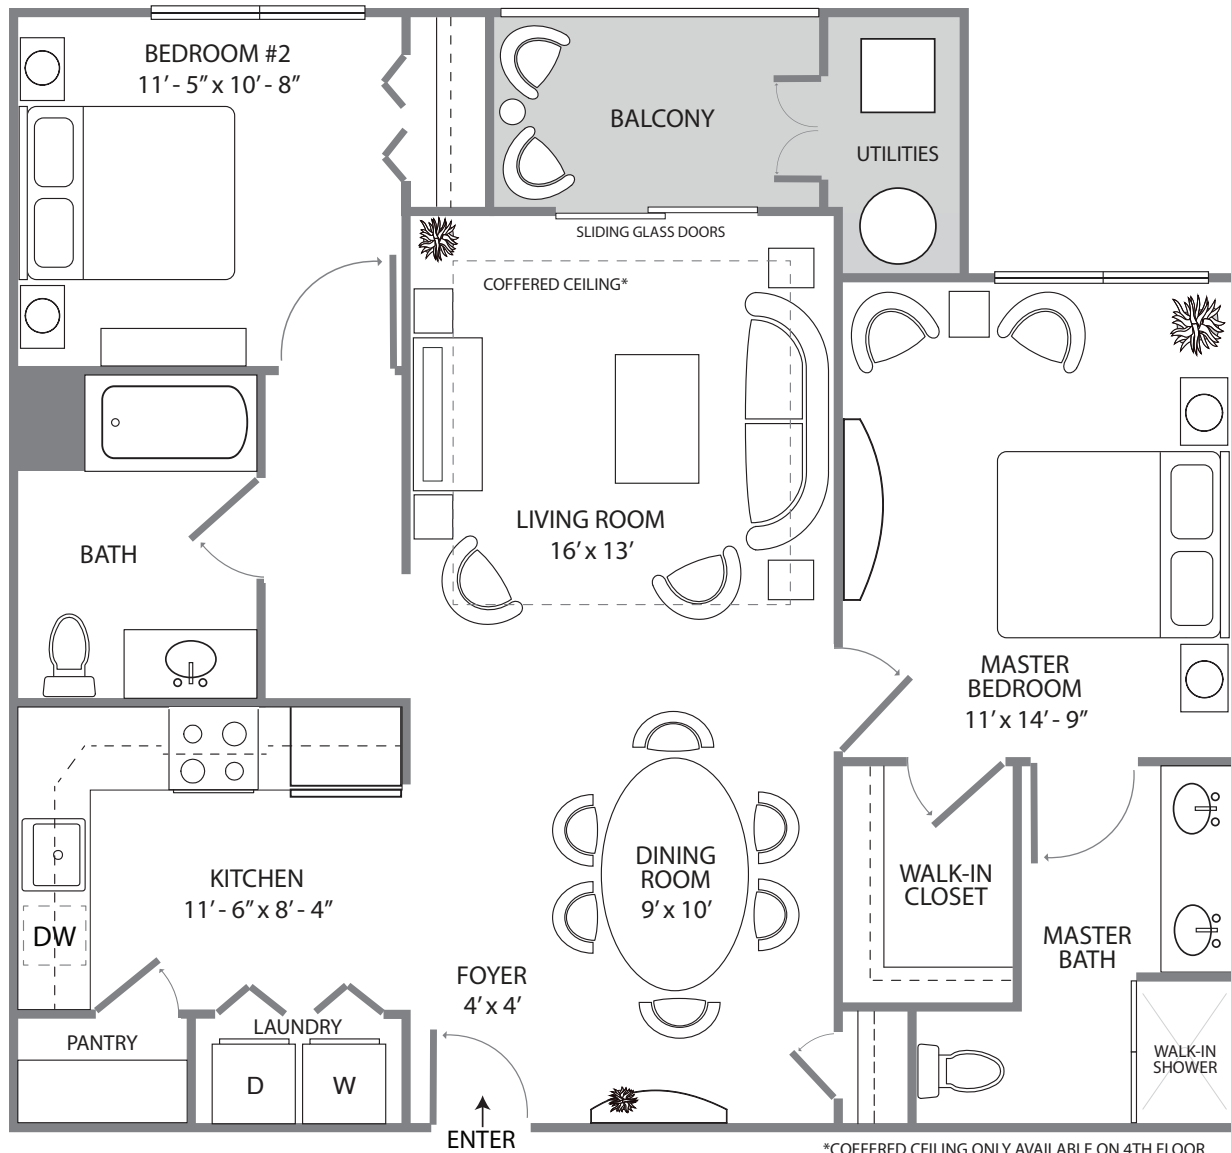 BEDROOM #2
11' - 5" x 10' - 8"
BALCONY
UTILITIES
SLIDING GLASS DOORS
COFFERED CEILING*
LIVING ROOM
16' x 13'
BATH
MASTER
BEDROOM
11' x 14' - 9"
KITCHEN
11' - 6" x 8' - 4"
DW
DINING
ROOM
9' x 10'
WALK-IN
CLOSET
MASTER
BATH
FOYER
4' x 4'
PANTRY
LAUNDRY
D
W
WALK-IN
SHOWER
ENTER
*COFFERED CEILING ONLY AVAILABLE ON 4TH FLOOR